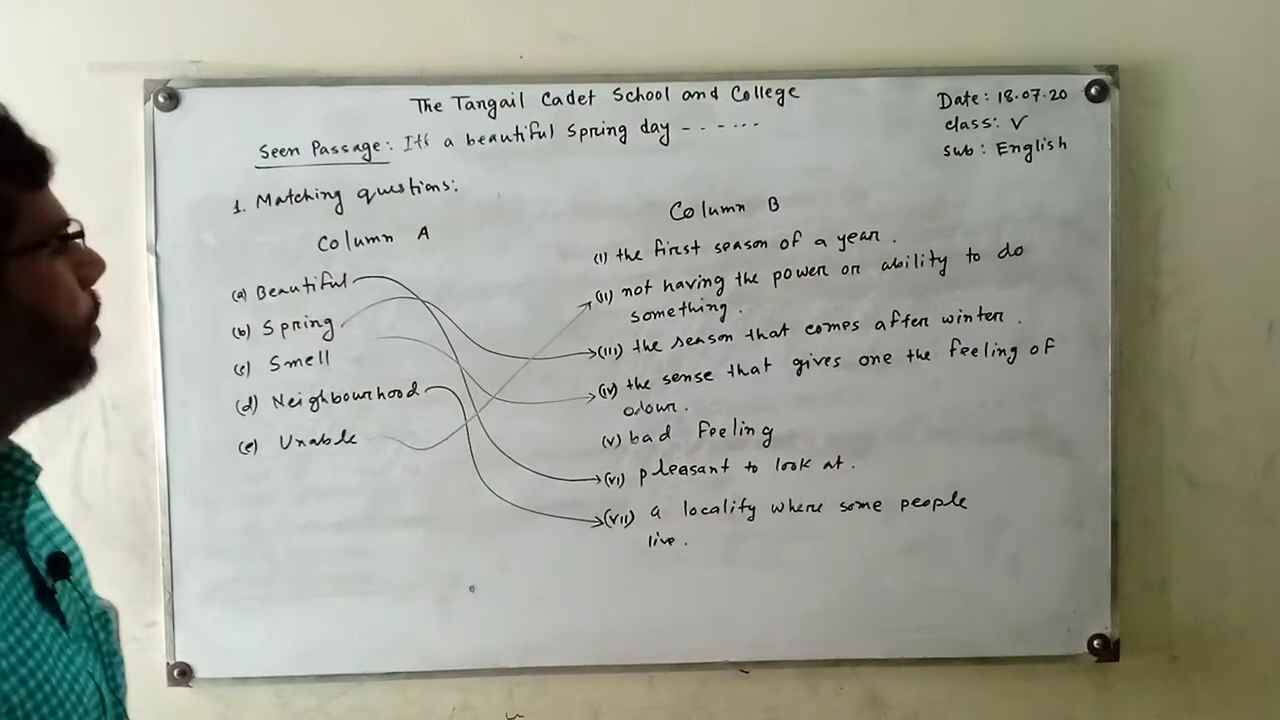 The Tangail Cadet School and College
Date: 18.07.20
class: V
sub: English
Seen Passage: It's a beautiful spring day - - - - - -
1. Matching questions:
Column A
Column B
(a) Beautiful
(b) Spring
(c) Smell
(d) Neighbourhood
(e) Unable
(i) the first season of a year.
(ii) not having the power or ability to do
something.
(iii) the season that comes after winter.
(iv) the sense that gives one the feeling of
odour.
(v) bad feeling
(vi) pleasant to look at.
(vii) a locality where some people
live.